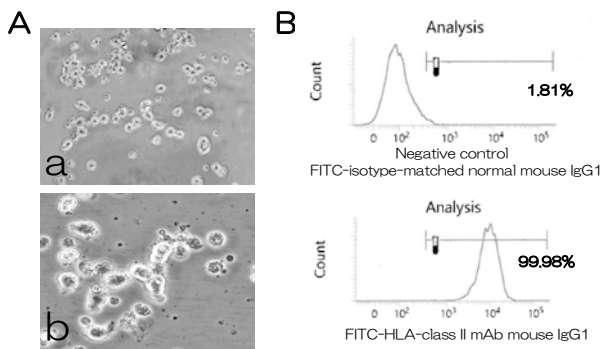 A
a
b
B
Analysis
Count
1.81%
0 10² 10³ 10⁴ 10⁵
Negative control
FITC-isotype-matched normal mouse IgG1
Analysis
Count
99.98%
0 10² 10³ 10⁴ 10⁵
FITC-HLA-class II mAb mouse IgG1